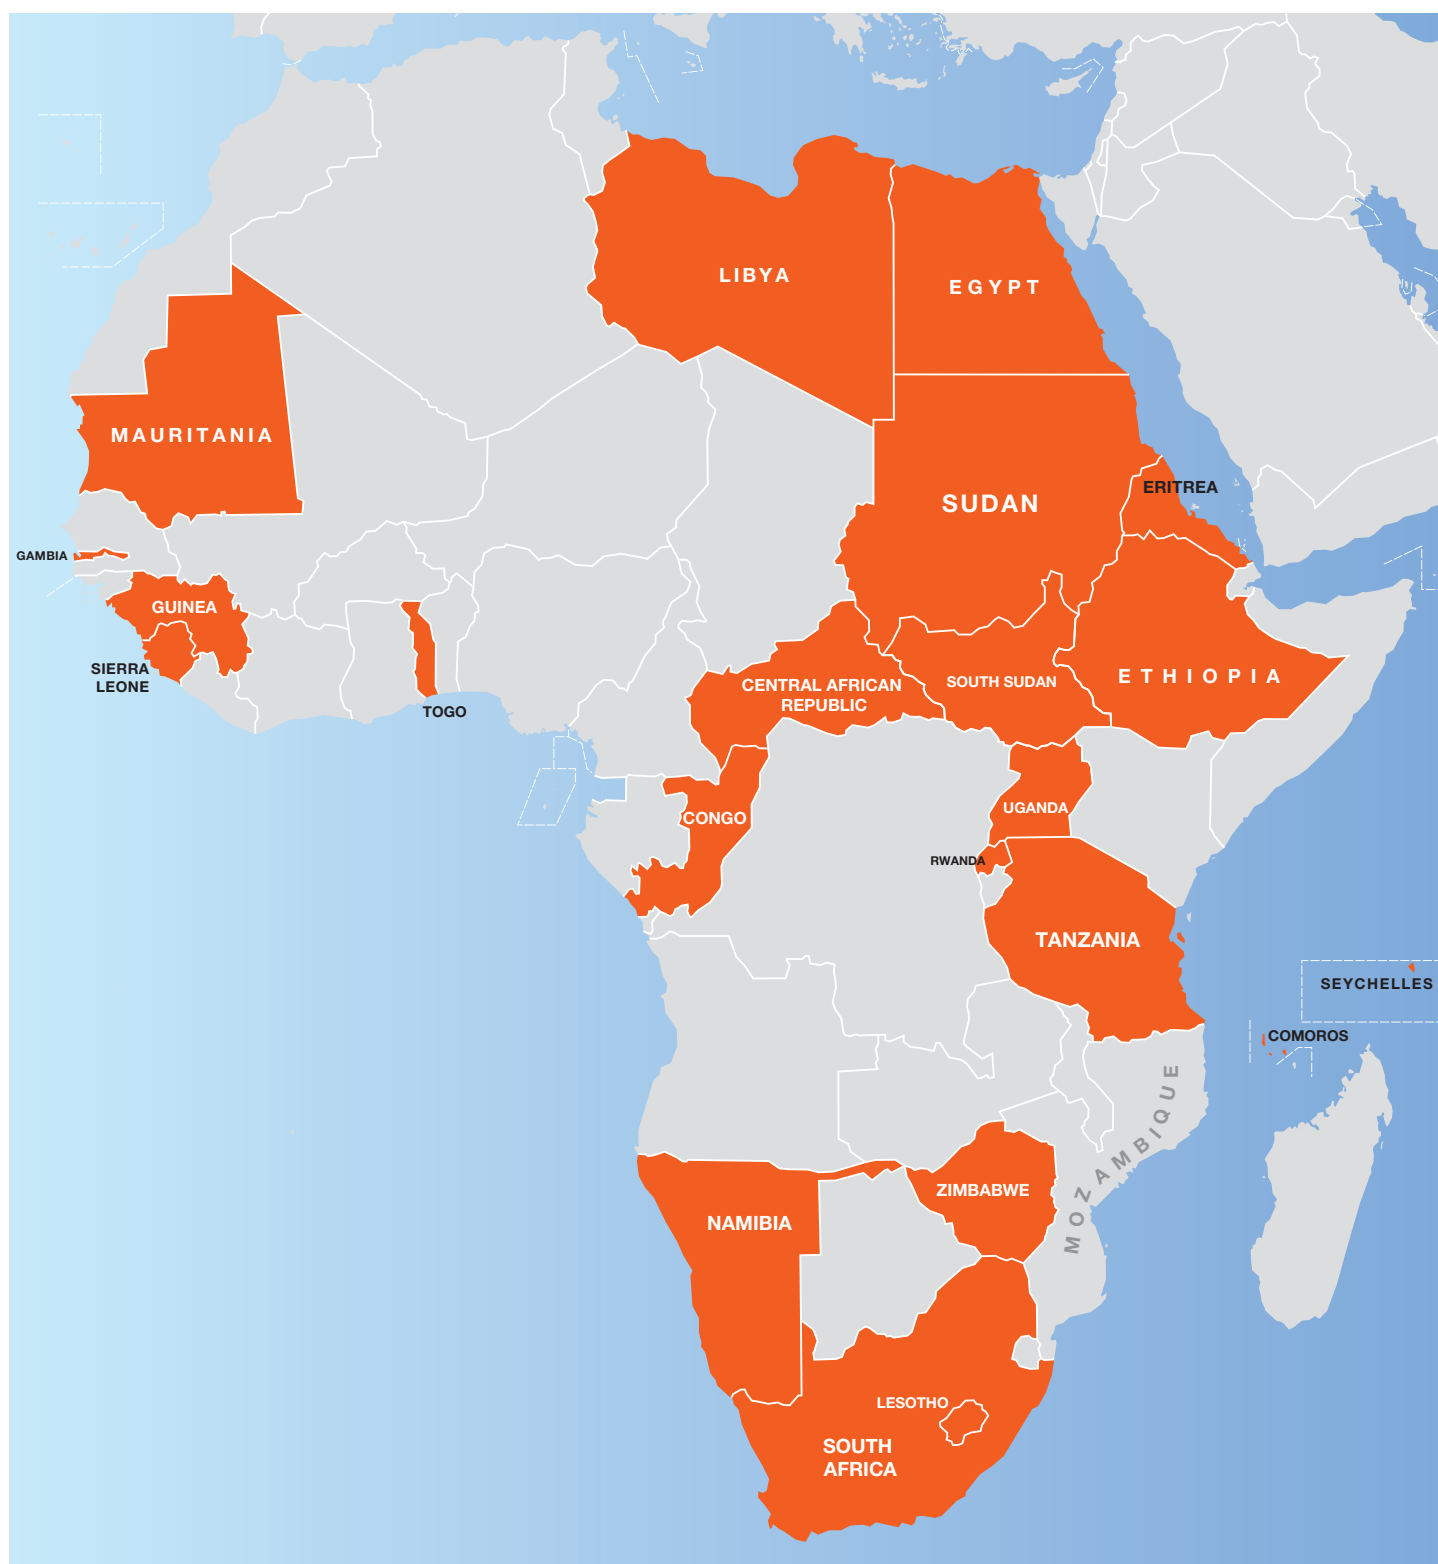 LIBYA
EGYPT
MAURITANIA
SUDAN
ERITREA
GAMBIA
GUINEA
SIERRA
LEONE
TOGO
CENTRAL AFRICAN
REPUBLIC
SOUTH SUDAN
ETHIOPIA
CONGO
UGANDA
RWANDA
TANZANIA
SEYCHELLES
COMOROS
MOZAMBIQUE
ZIMBABWE
NAMIBIA
LESOTHO
SOUTH
AFRICA